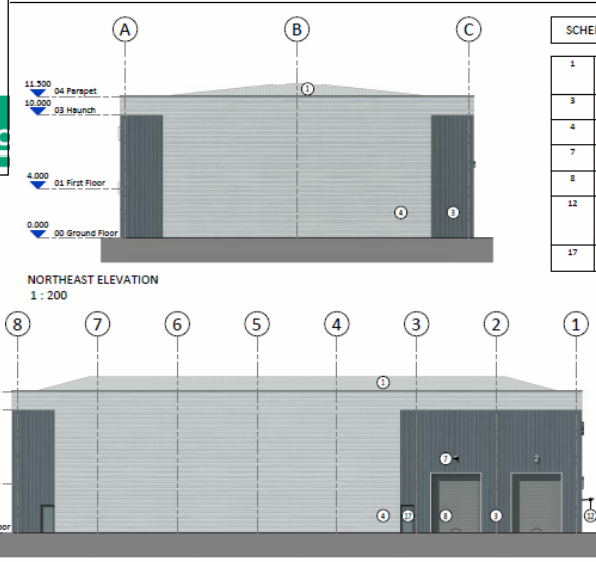 A B C
SCHE
11.500 04 Parapet
10.000 03 Haunch
1
1
3
4
7
4.000 01 First Floor
8
4 3
12
0.000 00 Ground Floor
17
NORTHEAST ELEVATION
1 : 200
8 7 6 5 4 3 2 1
1
7 2
4 17 8 3 12
oor